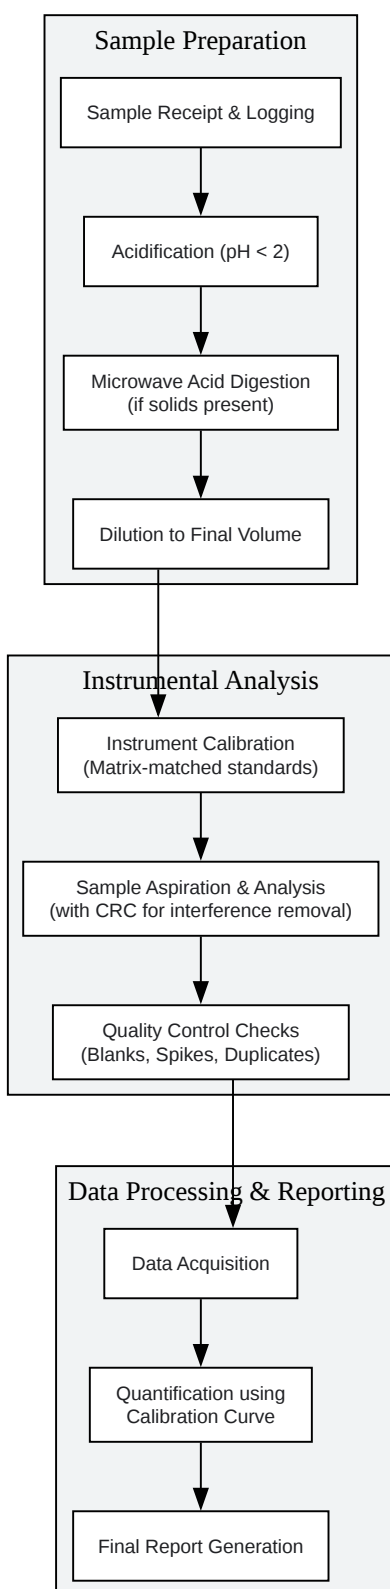 Sample Preparation
Sample Receipt & Logging
Acidification (pH < 2)
Microwave Acid Digestion
(if solids present)
Dilution to Final Volume
Instrumental Analysis
Instrument Calibration
(Matrix-matched standards)
Sample Aspiration & Analysis
(with CRC for interference removal)
Quality Control Checks
(Blanks, Spikes, Duplicates)
Data Processing & Reporting
Data Acquisition
Quantification using
Calibration Curve
Final Report Generation